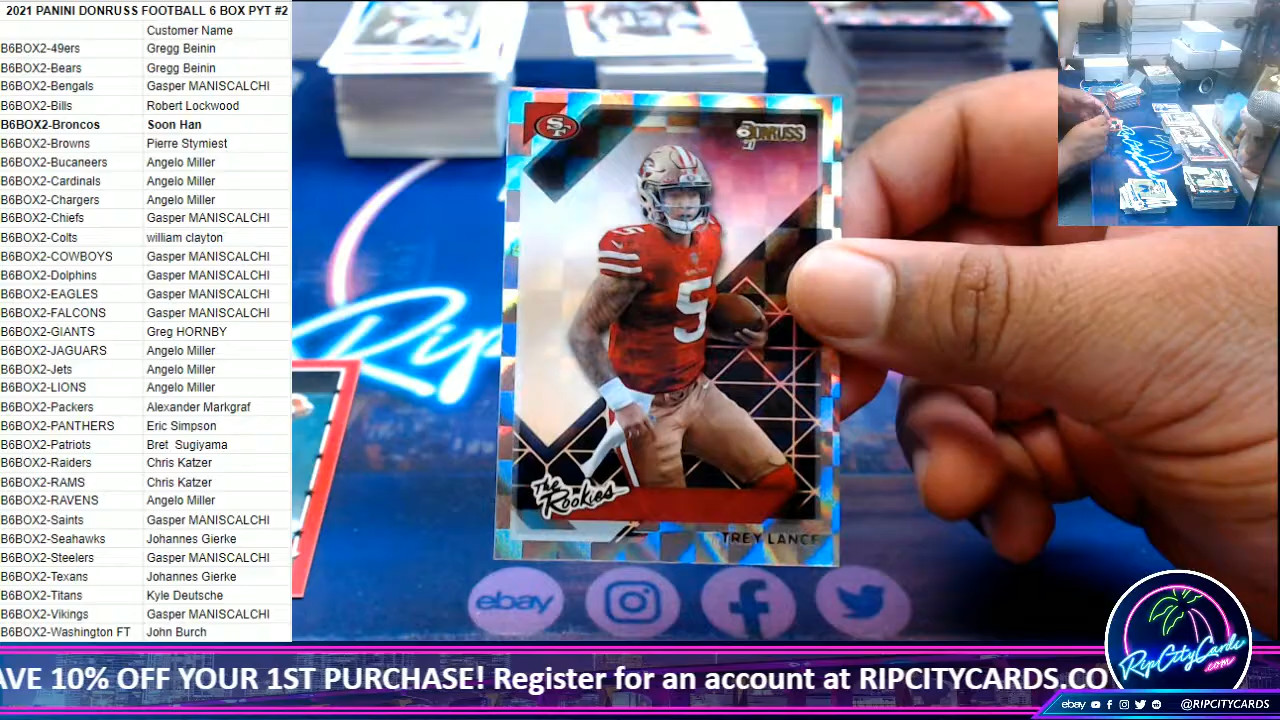 2021 PANINI DONRUSS FOOTBALL 6 BOX PYT #2
Customer Name
B6BOX2-49ers Gregg Beinin
B6BOX2-Bears Gregg Beinin
B6BOX2-Bengals Gasper MANISCALCHI
B6BOX2-Bills Robert Lockwood
B6BOX2-Broncos Soon Han
B6BOX2-Browns Pierre Stymiest
B6BOX2-Bucaneers Angelo Miller
B6BOX2-Cardinals Angelo Miller
B6BOX2-Chargers Angelo Miller
B6BOX2-Chiefs Gasper MANISCALCHI
B6BOX2-Colts william clayton
B6BOX2-COWBOYS Gasper MANISCALCHI
B6BOX2-Dolphins Gasper MANISCALCHI
B6BOX2-EAGLES Gasper MANISCALCHI
B6BOX2-FALCONS Gasper MANISCALCHI
B6BOX2-GIANTS Greg HORNBY
B6BOX2-JAGUARS Angelo Miller
B6BOX2-Jets Angelo Miller
B6BOX2-LIONS Angelo Miller
B6BOX2-Packers Alexander Markgraf
B6BOX2-PANTHERS Eric Simpson
B6BOX2-Patriots Bret Sugiyama
B6BOX2-Raiders Chris Katzer
B6BOX2-RAMS Chris Katzer
B6BOX2-RAVENS Angelo Miller
B6BOX2-Saints Gasper MANISCALCHI
B6BOX2-Seahawks Johannes Gierke
B6BOX2-Steelers Gasper MANISCALCHI
B6BOX2-Texans Johannes Gierke
B6BOX2-Titans Kyle Deutsche
B6BOX2-Vikings Gasper MANISCALCHI
B6BOX2-Washington FT John Burch
SF
DONRUSS
5
5
The
Rookies
TREY LANCE
Rip
ebay
AVE 10% OFF YOUR 1ST PURCHASE! Register for an account at RIPCITYCARDS.CO
RipCityCards
.com
ebay @RIPCITYCARDS